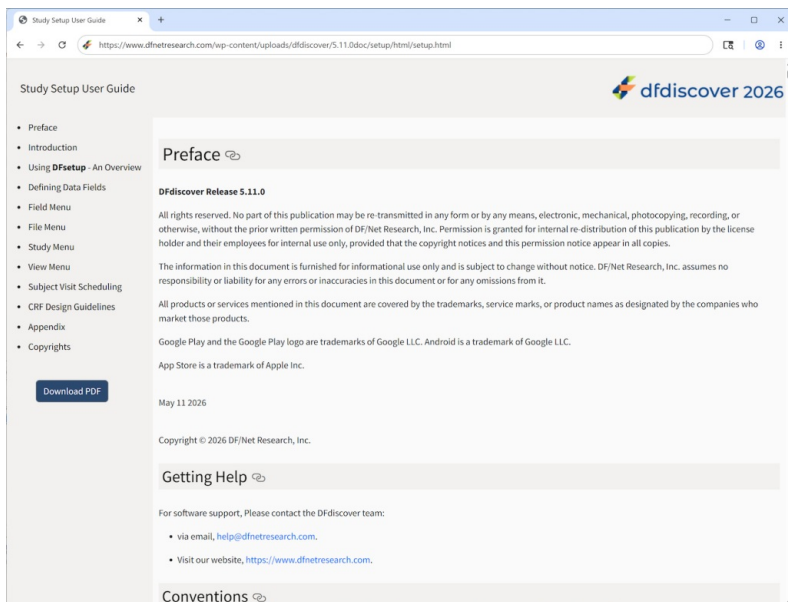 Study Setup User Guide
https://www.dfnetresearch.com/wp-content/uploads/dfdiscover/5.11.0doc/setup/html/setup.html
Study Setup User Guide
dfdiscover 2026
• Preface
• Introduction
• Using DFsetup - An Overview
• Defining Data Fields
• Field Menu
• File Menu
• Study Menu
• View Menu
• Subject Visit Scheduling
• CRF Design Guidelines
• Appendix
• Copyrights
Download PDF
Preface
DFdiscover Release 5.11.0
All rights reserved. No part of this publication may be re-transmitted in any form or by any means, electronic, mechanical, photocopying, recording, or
otherwise, without the prior written permission of DF/Net Research, Inc. Permission is granted for internal re-distribution of this publication by the license
holder and their employees for internal use only, provided that the copyright notices and this permission notice appear in all copies.
The information in this document is furnished for informational use only and is subject to change without notice. DF/Net Research, Inc. assumes no
responsibility or liability for any errors or inaccuracies in this document or for any omissions from it.
All products or services mentioned in this document are covered by the trademarks, service marks, or product names as designated by the companies who
market those products.
Google Play and the Google Play logo are trademarks of Google LLC. Android is a trademark of Google LLC.
App Store is a trademark of Apple Inc.
May 11 2026
Copyright © 2026 DF/Net Research, Inc.
Getting Help
For software support, Please contact the DFdiscover team:
• via email, help@dfnetresearch.com.
• Visit our website, https://www.dfnetresearch.com.
Conventions